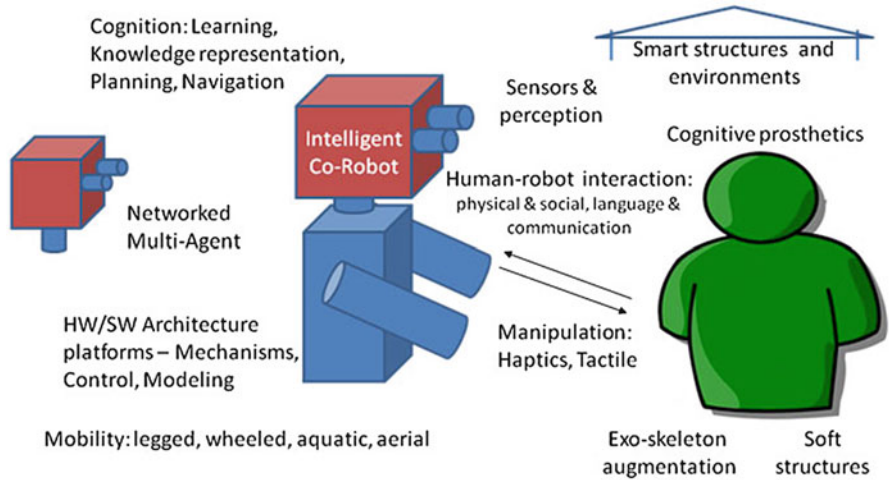 Cognition: Learning,
Knowledge representation,
Planning, Navigation
Smart structures and
environments
Sensors &
perception
Intelligent
Co-Robot
Cognitive prosthetics
Human-robot interaction:
physical & social, language &
communication
Networked
Multi-Agent
HW/SW Architecture
platforms – Mechanisms,
Control, Modeling
Manipulation:
Haptics, Tactile
Mobility: legged, wheeled, aquatic, aerial
Exo-skeleton
augmentation
Soft
structures